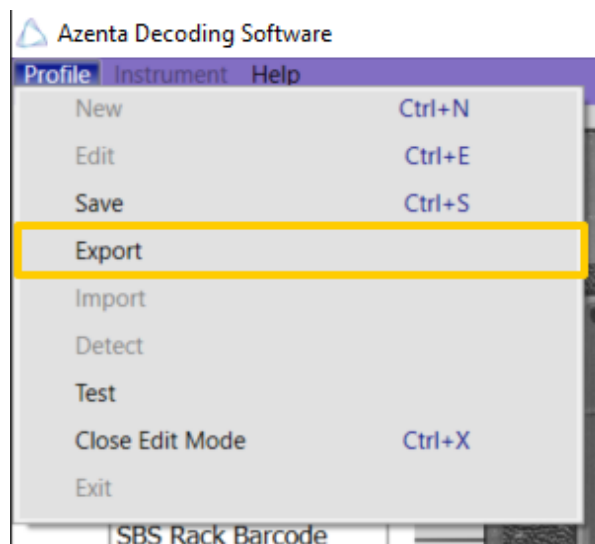 Azenta Decoding Software
Profile Instrument Help
New Ctrl+N
Edit Ctrl+E
Save Ctrl+S
Export
Import
Detect
Test
Close Edit Mode Ctrl+X
Exit
SBS Rack Barcode